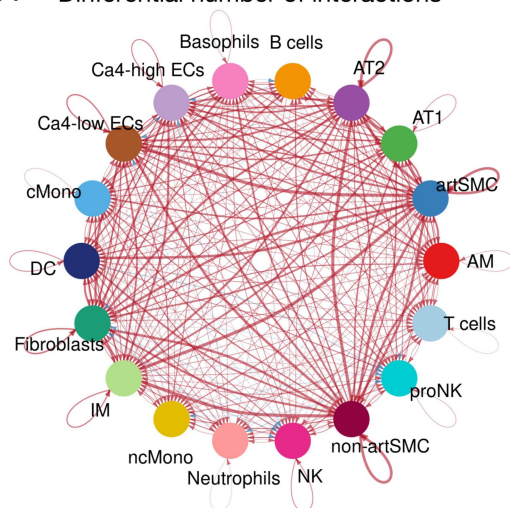 Differential number of interactions
Basophils B cells
Ca4-high ECs
AT2
Ca4-low ECs
AT1
cMono
artSMC
DC
AM
Fibroblasts
T cells
IM
proNK
ncMono
non-artSMC
Neutrophils
NK